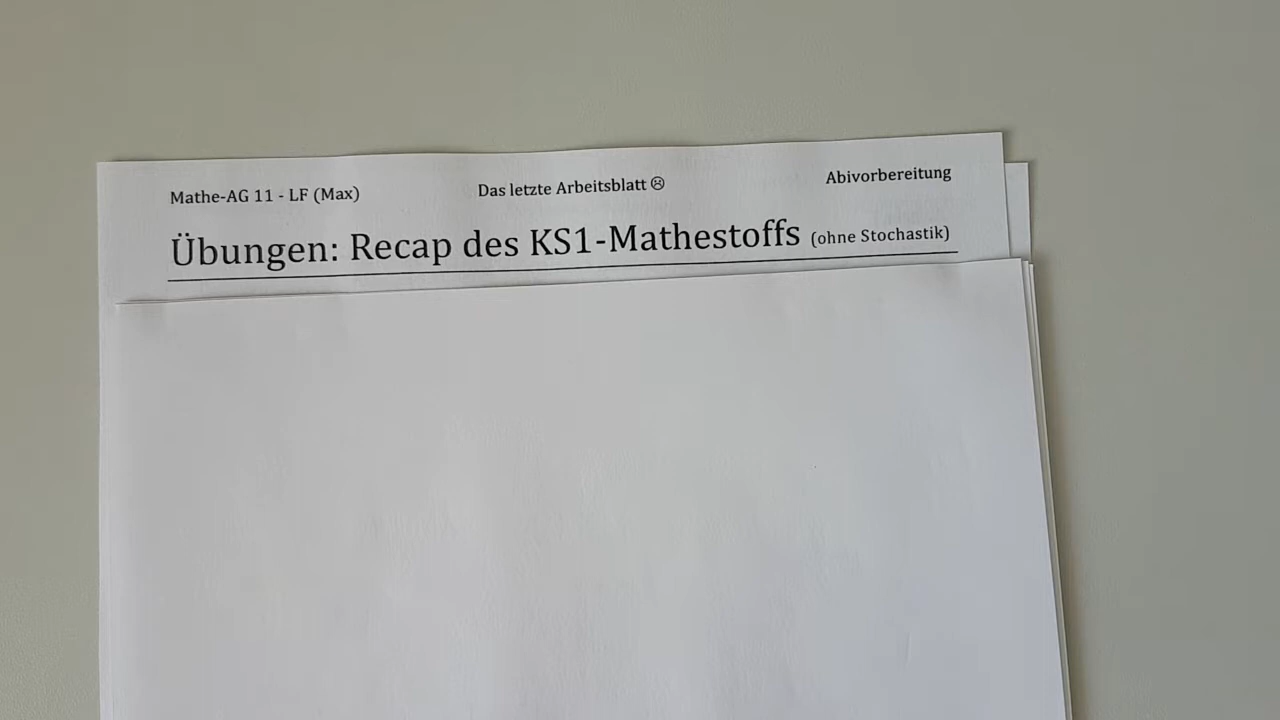 Mathe-AG 11 - LF (Max) Das letzte Arbeitsblatt ☹ Abivorbereitung
Übungen: Recap des KS1-Mathestoffs (ohne Stochastik)